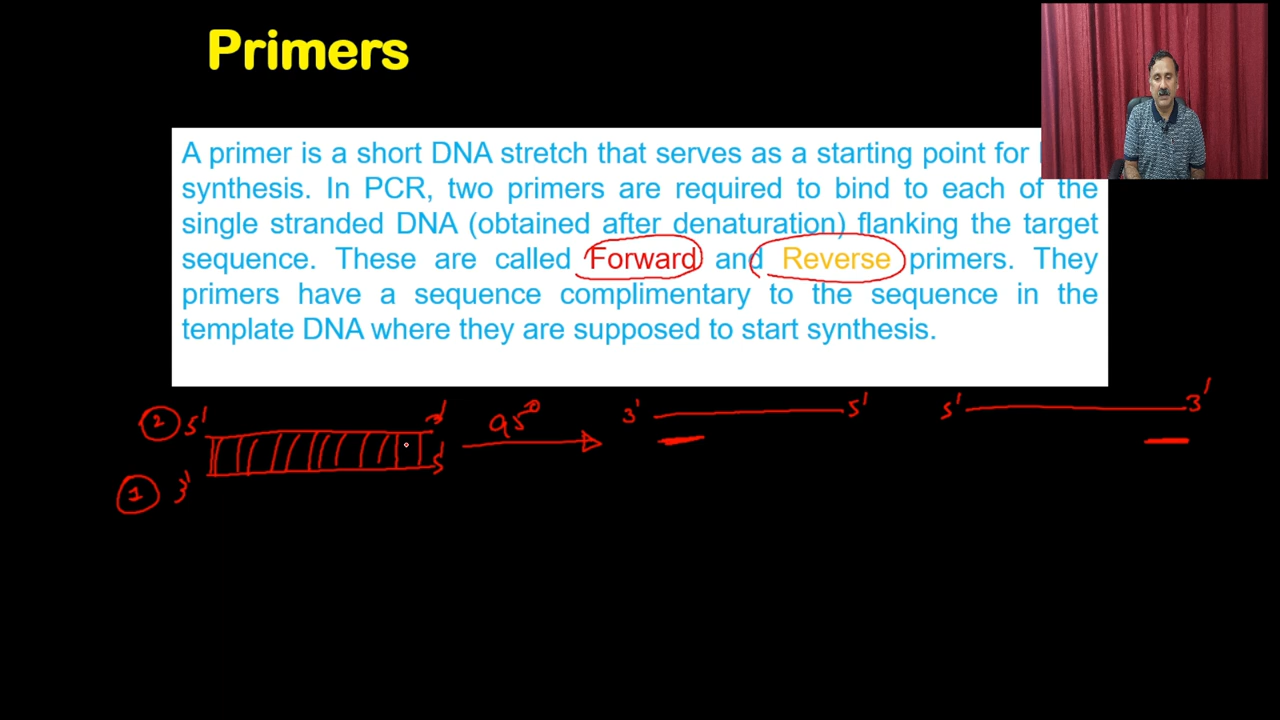 Primers
A primer is a short DNA stretch that serves as a starting point for
synthesis. In PCR, two primers are required to bind to each of the
single stranded DNA (obtained after denaturation) flanking the target
sequence. These are called Forward and Reverse primers. They
primers have a sequence complimentary to the sequence in the
template DNA where they are supposed to start synthesis.
2 5' 3' 95° 3' 5' 5' 3'
1 3' 5'